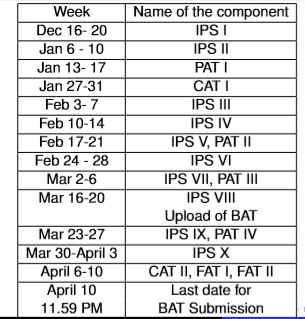 Week Name of the component
Dec 16- 20 IPS I
Jan 6 - 10 IPS II
Jan 13- 17 PAT I
Jan 27-31 CAT I
Feb 3- 7 IPS III
Feb 10-14 IPS IV
Feb 17-21 IPS V, PAT II
Feb 24 - 28 IPS VI
Mar 2-6 IPS VII, PAT III
Mar 16-20 IPS VIII
Upload of BAT
Mar 23-27 IPS IX, PAT IV
Mar 30-April 3 IPS X
April 6-10 CAT II, FAT I, FAT II
April 10 Last date for
11.59 PM BAT Submission